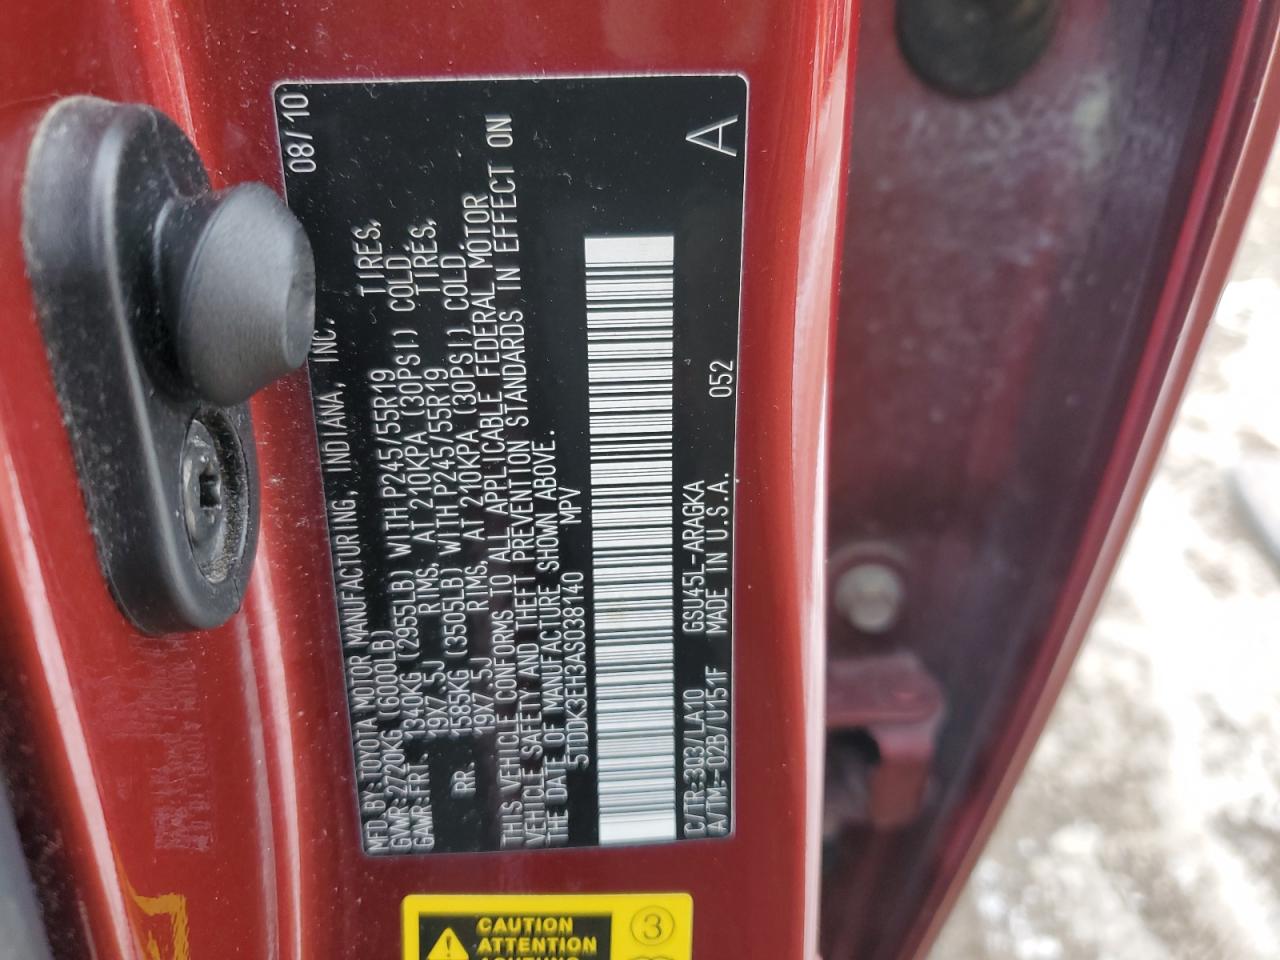 08/10
MFD. BY: TOYOTA MOTOR MANUFACTURING, INDIANA, INC.
GVWR: 2720KG (6000LB)
GAWR: FRT. 1340KG (2955LB) WITH P245/55R19 TIRES,
19X7.5J RIMS, AT 210KPA (30PSI) COLD.
RR. 1585KG (3505LB) WITH P245/55R19 TIRES,
19X7.5J RIMS, AT 210KPA (30PSI) COLD.
THIS VEHICLE CONFORMS TO ALL APPLICABLE FEDERAL MOTOR
VEHICLE SAFETY AND THEFT PREVENTION STANDARDS IN EFFECT ON
THE DATE OF MANUFACTURE SHOWN ABOVE.
5TDDK3EH3AS038140 MPV
C/TR: 3Q3/LA10 GSU45L-ARAGKA
A/TM: -02B/U151F MADE IN U.S.A. 052
A
CAUTION
ATTENTION
ACHTUNG
3